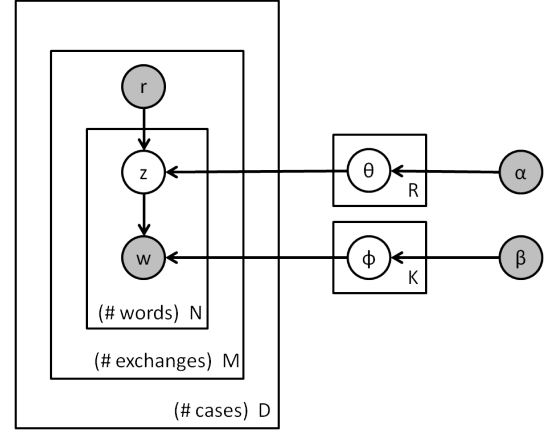 r
z
θ
R
α
w
ϕ
K
β
(# words) N
(# exchanges) M
(# cases) D